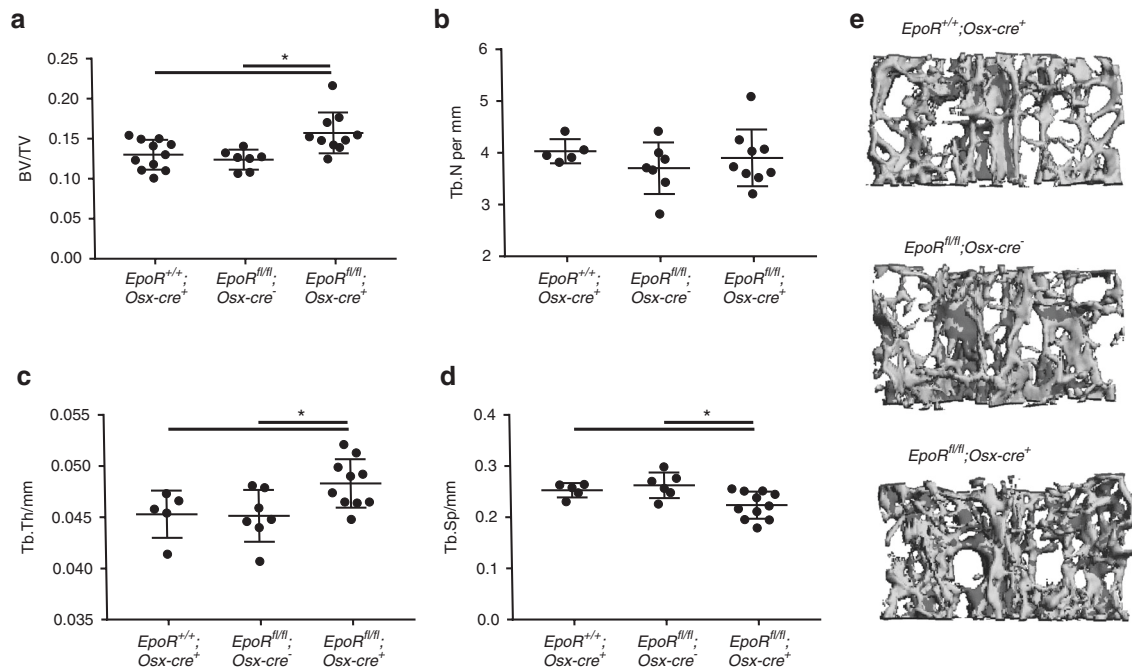 a
BV/TV
0.25
0.20
0.15
0.10
0.05
0.00
*
EpoR+/+;
Osx-cre+
EpoRfl/fl;
Osx-cre-
EpoRfl/fl;
Osx-cre+
b
Tb.N per mm
6
5
4
3
2
EpoR+/+;
Osx-cre+
EpoRfl/fl;
Osx-cre-
EpoRfl/fl;
Osx-cre+
c
Tb.Th/mm
0.055
0.050
0.045
0.040
0.035
*
EpoR+/+;
Osx-cre+
EpoRfl/fl;
Osx-cre-
EpoRfl/fl;
Osx-cre+
d
Tb.Sp/mm
0.4
0.3
0.2
0.1
0.0
*
EpoR+/+;
Osx-cre+
EpoRfl/fl;
Osx-cre-
EpoRfl/fl;
Osx-cre+
e
EpoR+/+;Osx-cre+
EpoRfl/fl;Osx-cre-
EpoRfl/fl;Osx-cre+